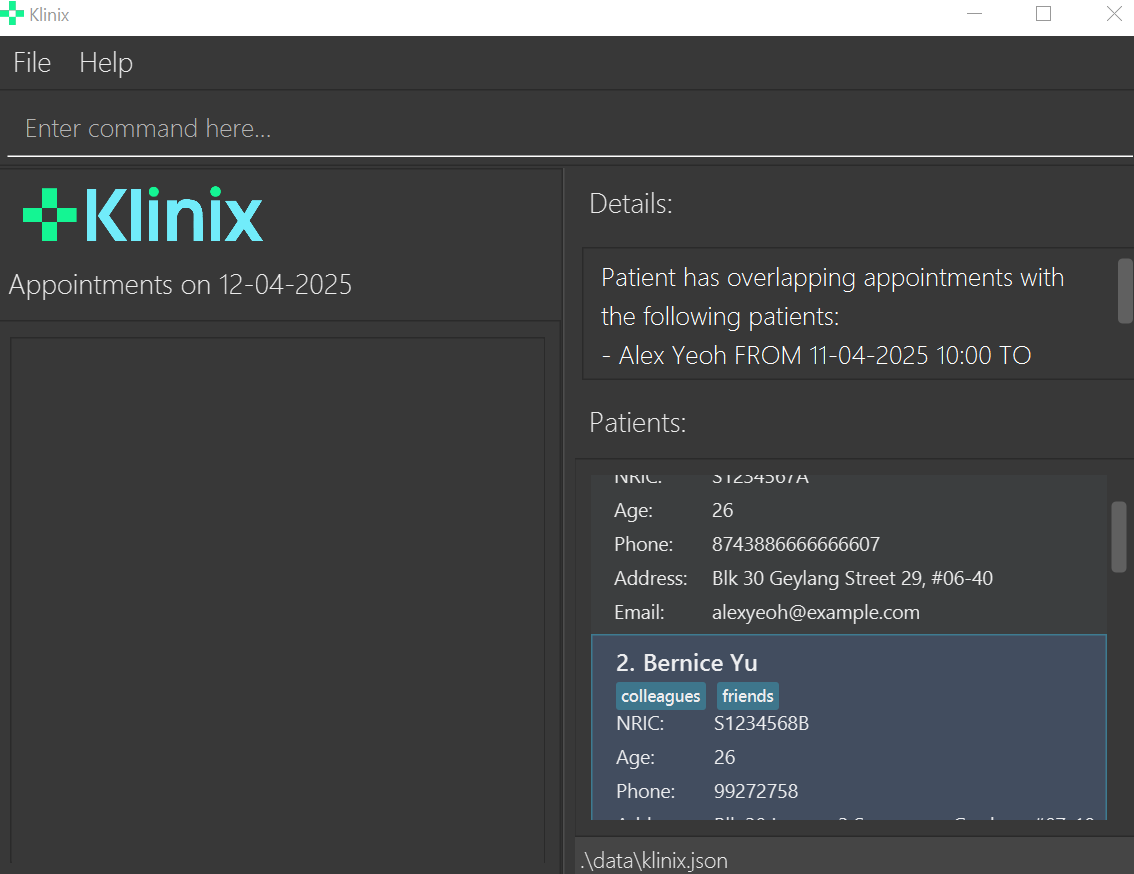 Klinix
File Help
Enter command here...
Klinix
Appointments on 12-04-2025
Details:
Patient has overlapping appointments with
the following patients:
- Alex Yeoh FROM 11-04-2025 10:00 TO
Patients:
NRIC: S1234567A
Age: 26
Phone: 8743886666666607
Address: Blk 30 Geylang Street 29, #06-40
Email: alexyeoh@example.com
2. Bernice Yu
colleagues friends
NRIC: S1234568B
Age: 26
Phone: 99272758
.\data\klinix.json